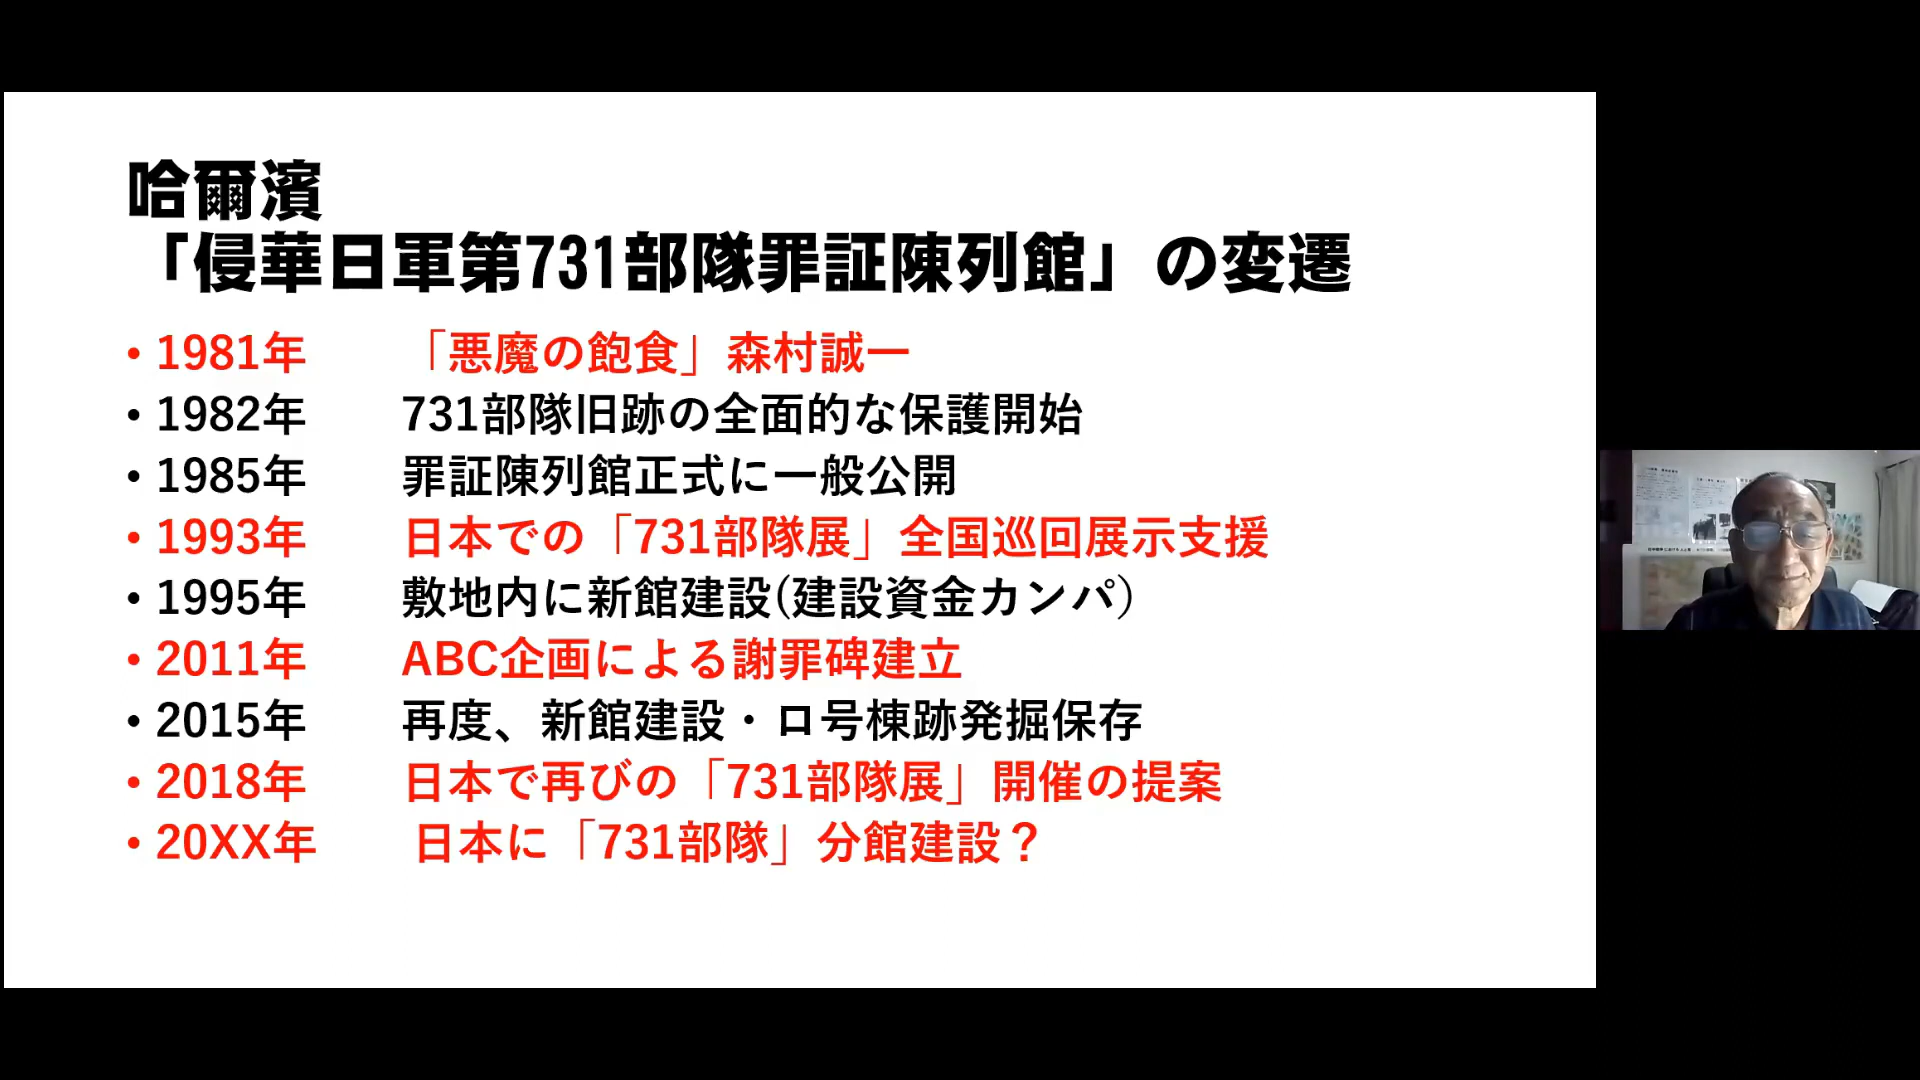 哈爾濱
「侵華日軍第731部隊罪証陳列館」の変遷
• 1981年 「悪魔の飽食」森村誠一
• 1982年 731部隊旧跡の全面的な保護開始
• 1985年 罪証陳列館正式に一般公開
• 1993年 日本での「731部隊展」全国巡回展示支援
• 1995年 敷地内に新館建設(建設資金カンパ)
• 2011年 ABC企画による謝罪碑建立
• 2015年 再度、新館建設・ロ号棟跡発掘保存
• 2018年 日本で再びの「731部隊展」開催の提案
• 20XX年 日本に「731部隊」分館建設？